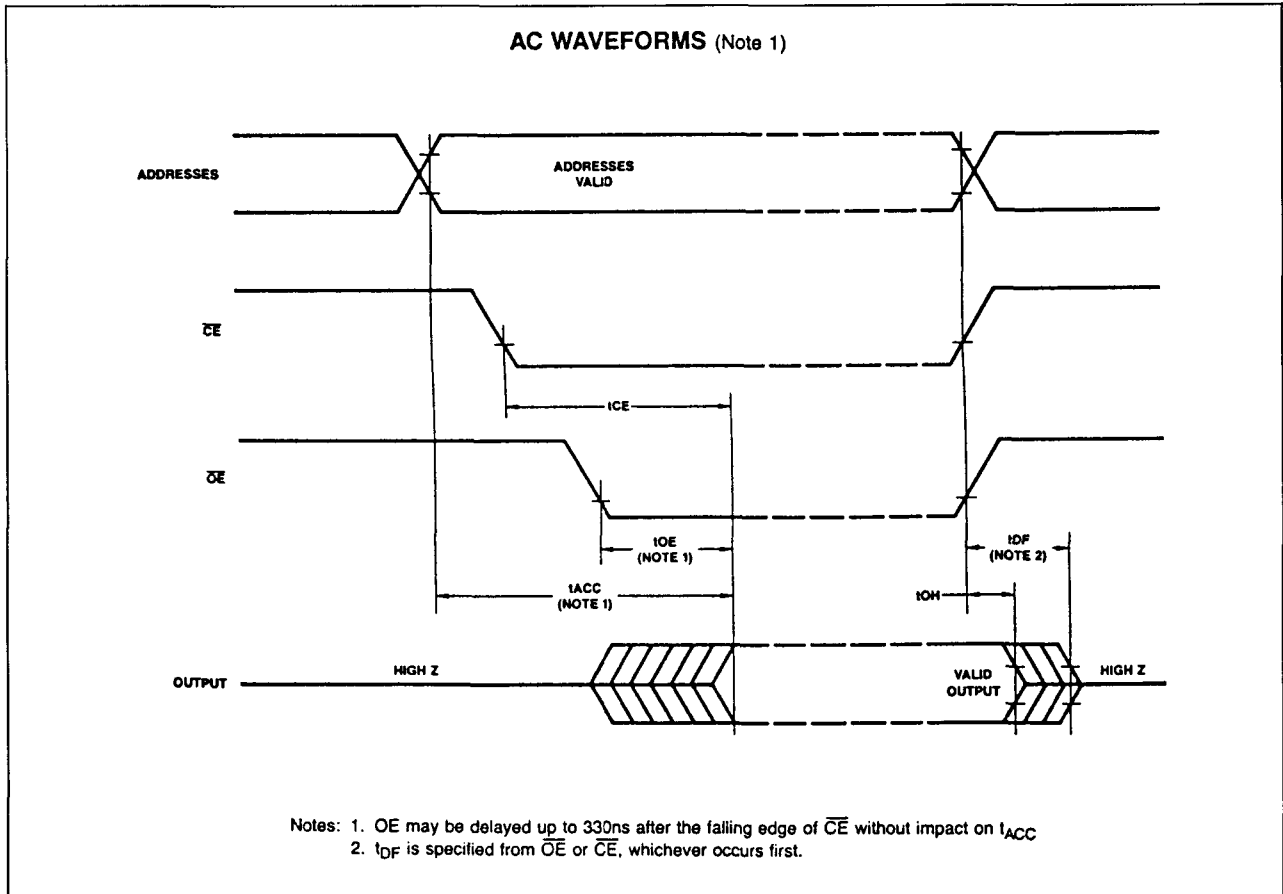 AC WAVEFORMS (Note 1)
ADDRESSES
ADDRESSES
VALID
CE
tCE
OE
tOE
(NOTE 1)
tDF
(NOTE 2)
tACC
(NOTE 1)
tOH
OUTPUT
HIGH Z
VALID
OUTPUT
HIGH Z
Notes: 1. OE may be delayed up to 330ns after the falling edge of CE without impact on tACC
2. tDF is specified from OE or CE, whichever occurs first.